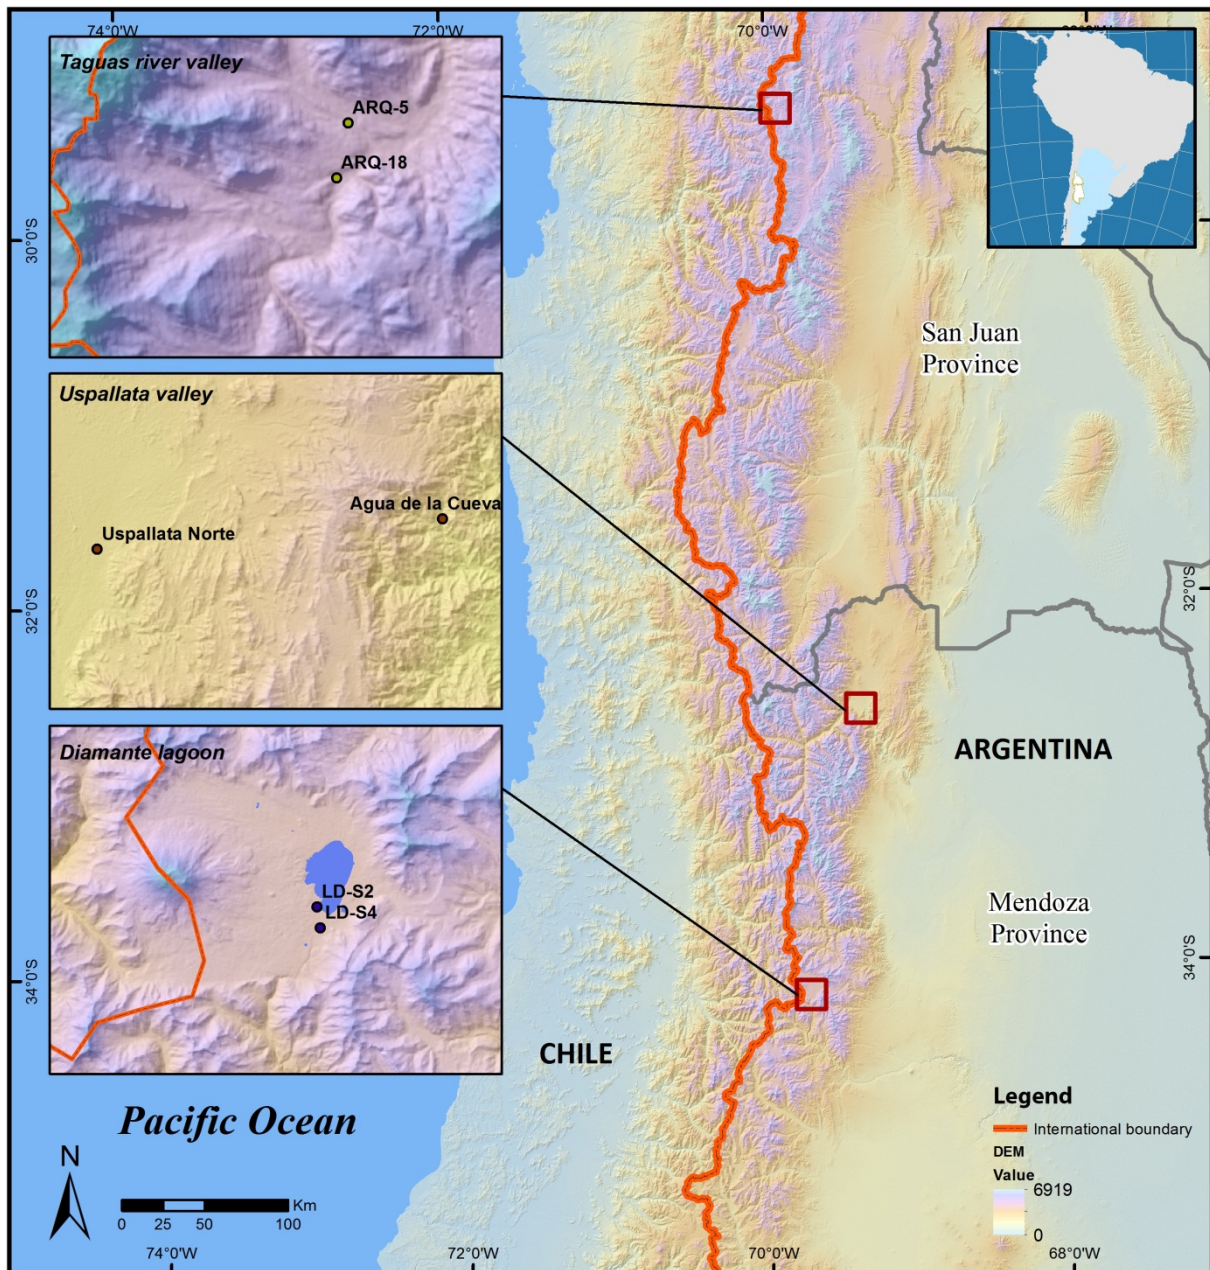 74°0'W
72°0'W
70°0'W
Taguas river valley
ARQ-5
ARQ-18
30°0'S
San Juan
Province
Uspallata valley
Agua de la Cueva
Uspallata Norte
32°0'S
32°0'S
Diamante lagoon
ARGENTINA
LD-S2
LD-S4
Mendoza
Province
34°0'S
34°0'S
CHILE
Pacific Ocean
Legend
International boundary
DEM
Value
6919
0
N
Km
0 25 50 100
74°0'W
72°0'W
70°0'W
68°0'W